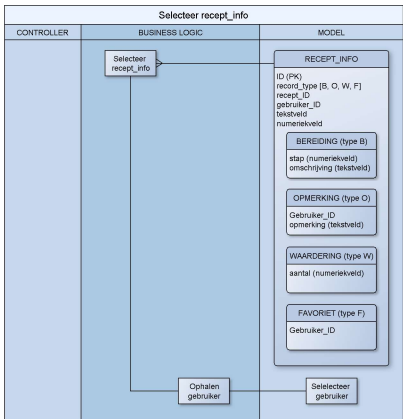 Selecteer recept_info
CONTROLLER
BUSINESS LOGIC
MODEL
Selecteer
recept_info
RECEPT_INFO
ID (PK)
record_type [B, O, W, F]
recept_ID
gebruiker_ID
tekstveld
numeriekveld
BEREIDING (type B)
stap (numeriekveld)
omschrijving (tekstveld)
OPMERKING (type O)
Gebruiker_ID
opmerking (tekstveld)
WAARDERING (type W)
aantal (numeriekveld)
FAVORIET (type F)
Gebruiker_ID
Ophalen
gebruiker
Selelecteer
gebruiker